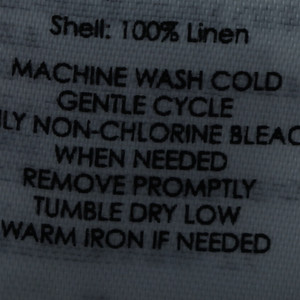 Shell: 100% Linen
MACHINE WASH COLD
GENTLE CYCLE
NON-CHLORINE
WHEN NEEDED
REMOVE PROMPTLY
TUMBLE DRY LOW
WARM IRON IF NEEDED